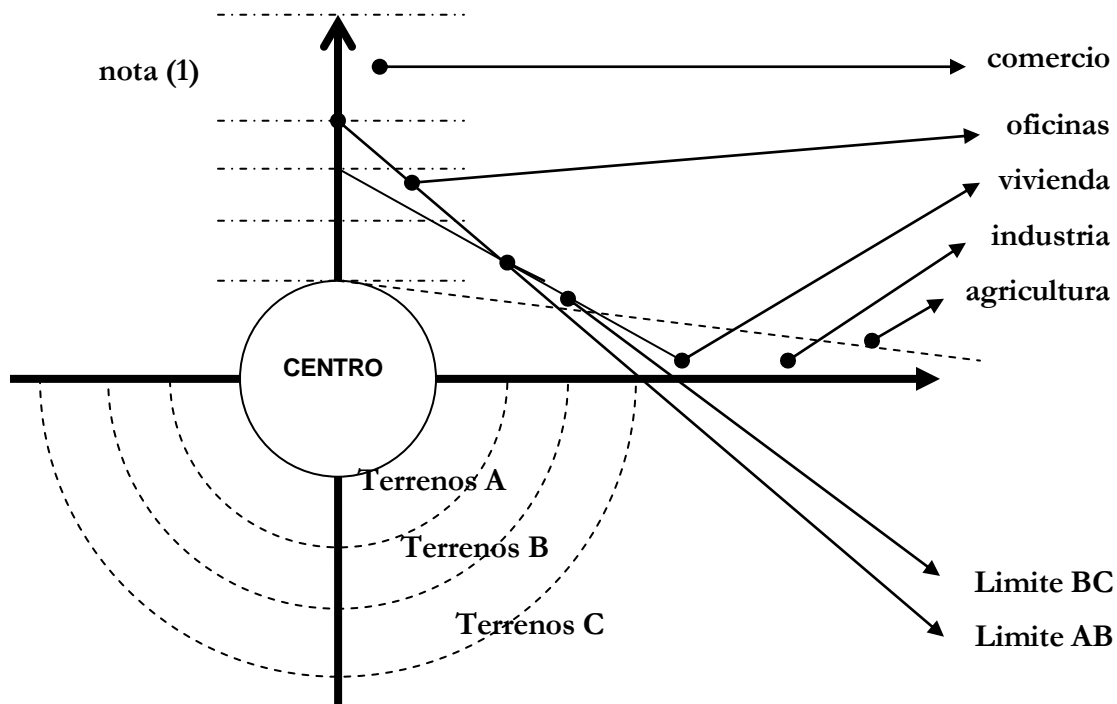 comercio
nota (1)
oficinas
vivienda
industria
agricultura
CENTRO
Terrenos A
Terrenos B
Limite BC
Terrenos C
Limite AB